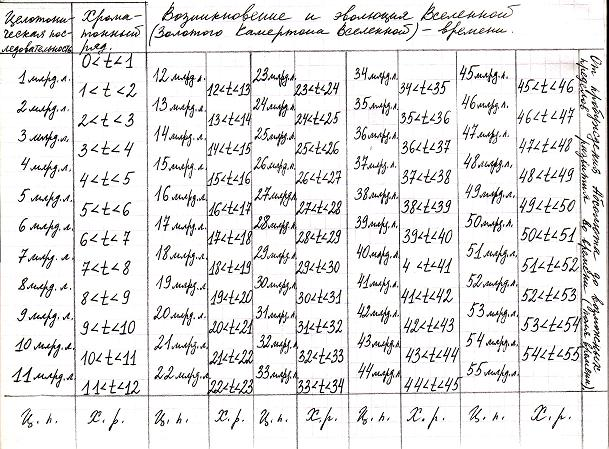 Целотони-
ческая пос-
ледовательность
Хрома-
тонный
ряд.
Возникновение и эволюция Вселенной
(Золотого Камертона Вселенной) – времени.
0<t<1
1 млрд.л. 12 млрд.л. 23 млрд.л. 34 млрд.л. 45 млрд.л.
1<t<2 12<t<13 23<t<24 34<t<35 45<t<46
2 млрд.л. 13 млрд.л. 24 млрд.л. 35 млрд.л. 46 млрд.л.
2<t<3 13<t<14 24<t<25 35<t<36 46<t<47
3 млрд.л. 14 млрд.л. 25 млрд.л. 36 млрд.л. 47 млрд.л.
3<t<4 14<t<15 25<t<26 36<t<37 47<t<48
4 млрд.л. 15 млрд.л. 26 млрд.л. 37 млрд.л. 48 млрд.л.
4<t<5 15<t<16 26<t<27 37<t<38 48<t<49
5 млрд.л. 16 млрд.л. 27 млрд.л. 38 млрд.л. 49 млрд.л.
5<t<6 16<t<17 27<t<28 38<t<39 49<t<50
6 млрд.л. 17 млрд.л. 28 млрд.л. 39 млрд.л. 50 млрд.л.
6<t<7 17<t<18 28<t<29 39<t<40 50<t<51
7 млрд.л. 18 млрд.л. 29 млрд.л. 40 млрд.л. 51 млрд.л.
7<t<8 18<t<19 29<t<30 4 <t<41 51<t<52
8 млрд.л. 19 млрд.л. 30 млрд.л. 41 млрд.л. 52 млрд.л.
8<t<9 19<t<20 30<t<31 41<t<42 52<t<53
9 млрд.л. 20 млрд.л. 31 млрд.л. 42 млрд.л. 53 млрд.л.
9<t<10 20<t<21 31<t<32 42<t<43 53<t<54
10 млрд.л. 21 млрд.л. 32 млрд.л. 43 млрд.л. 54 млрд.л.
10<t<11 21<t<22 32<t<33 43<t<44 54<t<55
11 млрд.л. 22 млрд.л. 33 млрд.л. 44 млрд.л. 55 млрд.л.
11<t<12 22<t<23 33<t<34 44<t<45
Ц. п. Х. р. Ц. п. Х. р. Ц. п. Х. р. Ц. п. Х. р. Ц. п. Х. р.
От пробуждения Абсолюта до возможных
пределов развития во времени ( времени)